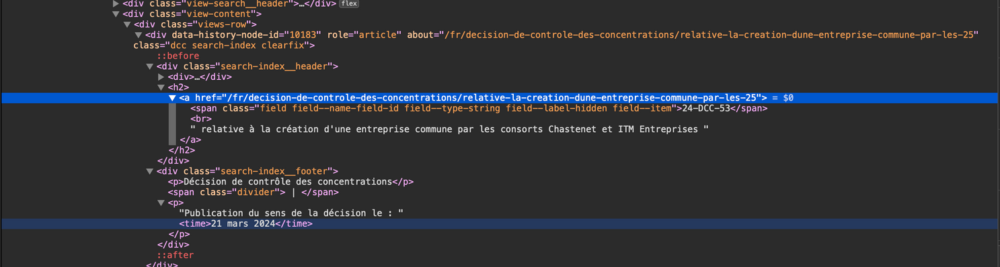 <div class="view-search__header">…</div> flex
<div class="view-content">
<div class="views-row">
<div data-history-node-id="10183" role="article" about="/fr/decision-de-controle-des-concentrations/relative-la-creation-dune-entreprise-commune-par-les-25"
class="dcc search-index clearfix">
::before
<div class="search-index__header">
<div>…</div>
<h2>
<a href="/fr/decision-de-controle-des-concentrations/relative-la-creation-dune-entreprise-commune-par-les-25"> = $0
<span class="field field--name-field-id field--type-string field--label-hidden field--item">24-DCC-53</span>
<br>
" relative à la création d'une entreprise commune par les consorts Chastenet et ITM Entreprises "
</a>
</h2>
</div>
<div class="search-index__footer">
<p>Décision de contrôle des concentrations</p>
<span class="divider"> | </span>
<p>
"Publication du sens de la décision le : "
<time>21 mars 2024</time>
</p>
</div>
::after
</div>